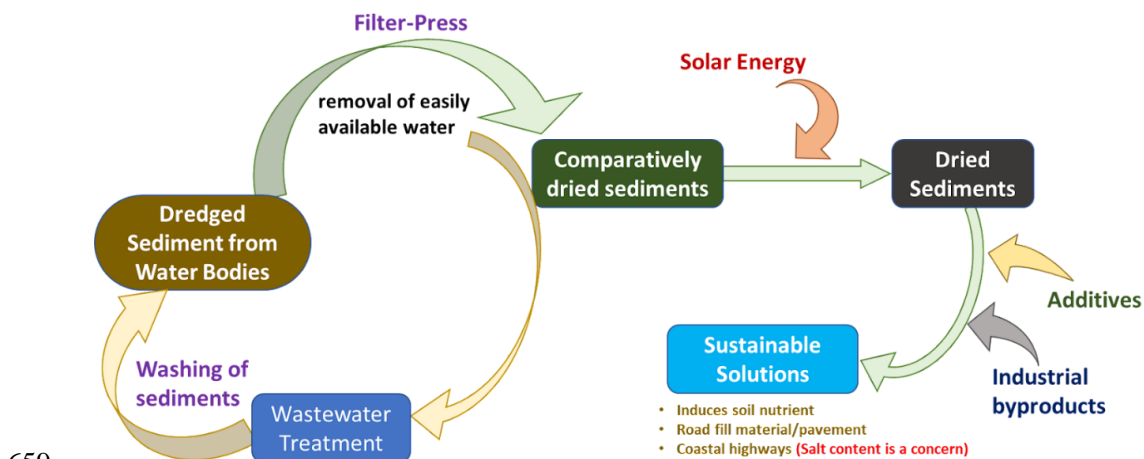 Filter-Press
removal of easily
available water
Solar Energy
Comparatively
dried sediments
Dried
Sediments
Dredged
Sediment from
Water Bodies
Additives
Washing of
sediments
Sustainable
Solutions
Industrial
byproducts
Wastewater
Treatment
• Induces soil nutrient
• Road fill material/pavement
• Coastal highways (Salt content is a concern)